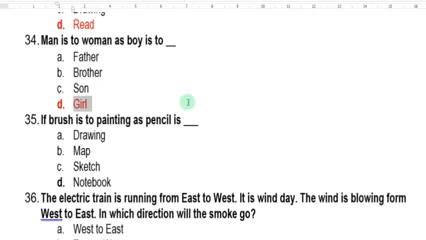 c. Drawing
d. Read
34. Man is to woman as boy is to __
a. Father
b. Brother
c. Son
d. Girl
35. If brush is to painting as pencil is ___
a. Drawing
b. Map
c. Sketch
d. Notebook
36. The electric train is running from East to West. It is wind day. The wind is blowing form
West to East. In which direction will the smoke go?
a. West to East